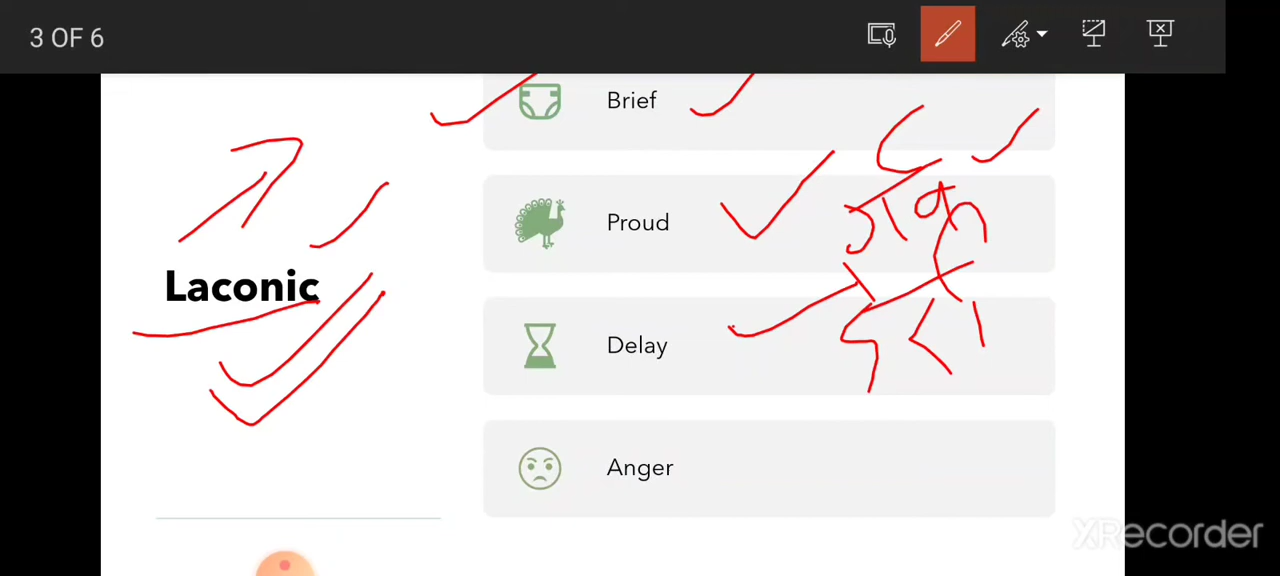 3 OF 6
Brief
Proud
Laconic
Delay
Anger
XRecorder